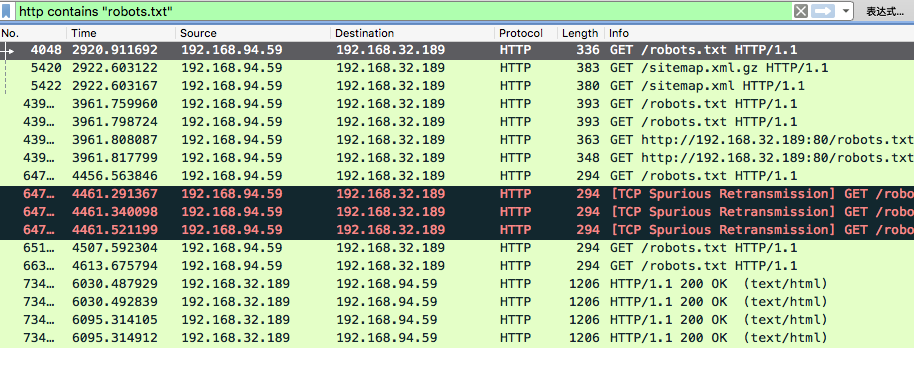 http contains "robots.txt" 表达式…
No. Time Source Destination Protocol Length Info
4048 2920.911692 192.168.94.59 192.168.32.189 HTTP 336 GET /robots.txt HTTP/1.1
5420 2922.603122 192.168.94.59 192.168.32.189 HTTP 383 GET /sitemap.xml.gz HTTP/1.1
5422 2922.603167 192.168.94.59 192.168.32.189 HTTP 380 GET /sitemap.xml HTTP/1.1
439… 3961.759960 192.168.94.59 192.168.32.189 HTTP 393 GET /robots.txt HTTP/1.1
439… 3961.798724 192.168.94.59 192.168.32.189 HTTP 393 GET /robots.txt HTTP/1.1
439… 3961.808087 192.168.94.59 192.168.32.189 HTTP 363 GET http://192.168.32.189:80/robots.txt
439… 3961.817799 192.168.94.59 192.168.32.189 HTTP 348 GET http://192.168.32.189:80/robots.txt
647… 4456.563846 192.168.94.59 192.168.32.189 HTTP 294 GET /robots.txt HTTP/1.1
647… 4461.291367 192.168.94.59 192.168.32.189 HTTP 294 [TCP Spurious Retransmission] GET /robo
647… 4461.340098 192.168.94.59 192.168.32.189 HTTP 294 [TCP Spurious Retransmission] GET /robo
647… 4461.521199 192.168.94.59 192.168.32.189 HTTP 294 [TCP Spurious Retransmission] GET /robo
651… 4507.592304 192.168.94.59 192.168.32.189 HTTP 294 GET /robots.txt HTTP/1.1
663… 4613.675794 192.168.94.59 192.168.32.189 HTTP 294 GET /robots.txt HTTP/1.1
734… 6030.487929 192.168.32.189 192.168.94.59 HTTP 1206 HTTP/1.1 200 OK (text/html)
734… 6030.492839 192.168.32.189 192.168.94.59 HTTP 1206 HTTP/1.1 200 OK (text/html)
734… 6095.314105 192.168.32.189 192.168.94.59 HTTP 1206 HTTP/1.1 200 OK (text/html)
734… 6095.314912 192.168.32.189 192.168.94.59 HTTP 1206 HTTP/1.1 200 OK (text/html)